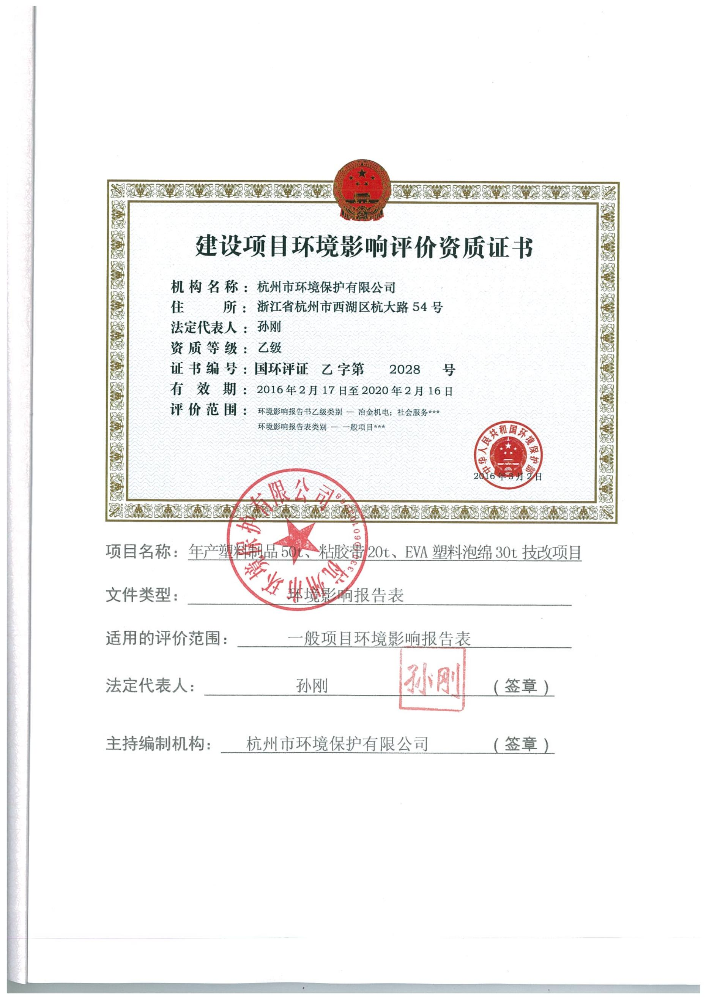 建设项目环境影响评价资质证书
机构名称：杭州市环境保护有限公司
住所：浙江省杭州市西湖区杭大路 54 号
法定代表人：孙刚
资质等级：乙级
证书编号：国环评证 乙 字第 2028 号
有效期：2016 年 2 月 17 日至 2020 年 2 月 16 日
评价范围：环境影响报告书乙级类别 — 冶金机电；社会服务***
环境影响报告表类别 — 一般项目***
中华人民共和国环境保护部
2016 年 3 月 2 日
杭州市环境保护有限公司
项目名称：年产塑料制品 50t、粘胶带 20t、EVA 塑料泡绵 30t 技改项目
文件类型：环境影响报告表
适用的评价范围：一般项目环境影响报告表
法定代表人：孙刚 （签章）
孙刚
主持编制机构：杭州市环境保护有限公司 （签章）